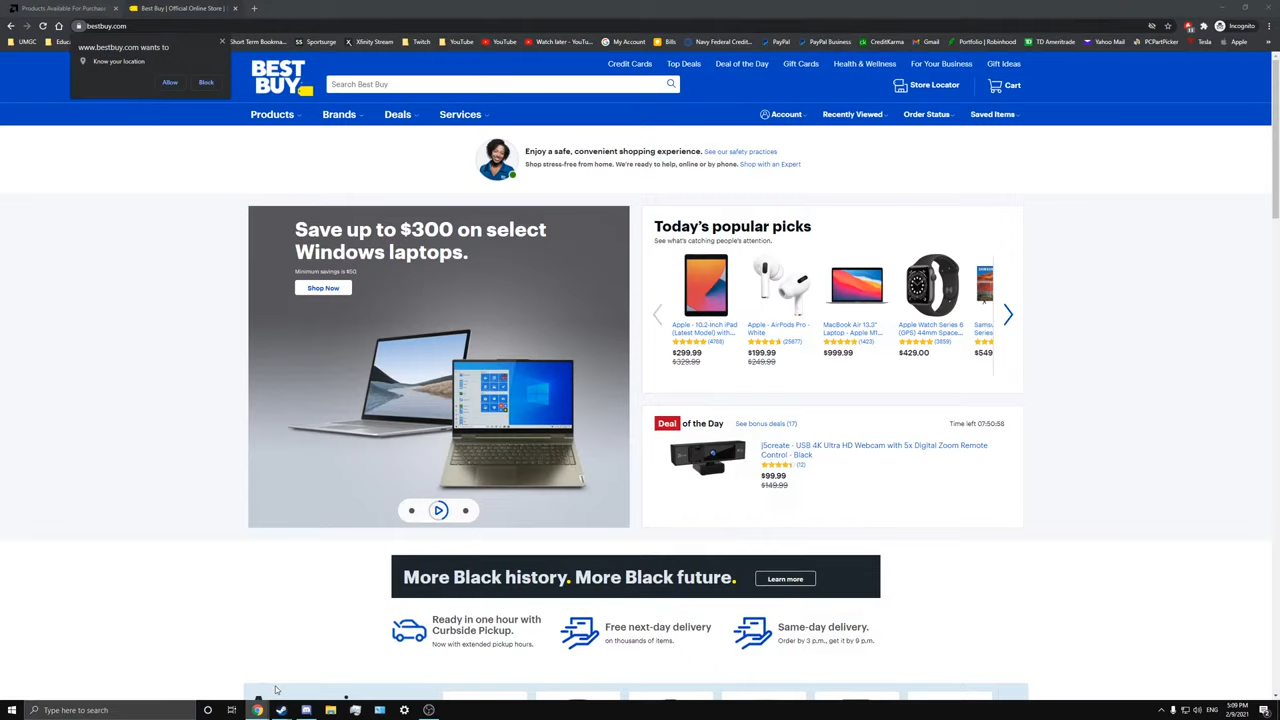 Products Available For Purchas
Best Buy | Official Online Store |
bestbuy.com
Incognito
UMGC
Short Term Bookma...
Sportsurge
Xfinity Stream
Twitch
YouTube
Watch later - YouTu...
My Account
Bills
Navy Federal Credit...
PayPal
PayPal Business
CreditKarma
Gmail
Portfolio | Robinhood
TD Ameritrade
Yahoo Mail
PCPartPicker
Tesla
Apple
www.bestbuy.com wants to
Know your location
Allow
Block
BEST BUY
Credit Cards
Top Deals
Deal of the Day
Gift Cards
Health & Wellness
For Your Business
Gift Ideas
Search Best Buy
Store Locator
Cart
Products
Brands
Deals
Services
Account
Recently Viewed
Order Status
Saved Items
Enjoy a safe, convenient shopping experience. See our safety practices
Shop stress-free from home. We're ready to help, online or by phone. Shop with an Expert
Save up to $300 on select
Windows laptops.
Minimum savings is $50.
Shop Now
Today's popular picks
See what's catching people's attention.
Apple - 10.2-Inch iPad
(Latest Model) with...
(4788)
$299.99
$329.99
Apple - AirPods Pro -
White
(25677)
$199.99
$249.99
MacBook Air 13.3"
Laptop - Apple M1...
(1423)
$999.99
Apple Watch Series 6
(GPS) 44mm Space...
(3859)
$429.00
Sams
Series
$549
Deal of the Day
See bonus deals (17)
Time left 07:50:58
j5create - USB 4K Ultra HD Webcam with 5x Digital Zoom Remote
Control - Black
(12)
$99.99
$149.99
More Black history. More Black future.
Learn more
Ready in one hour with
Curbside Pickup.
Now with extended pickup hours.
Free next-day delivery
on thousands of items.
Same-day delivery.
Order by 3 p.m., get it by 9 p.m.
Type here to search
ENG
5:09 PM
2/9/2021